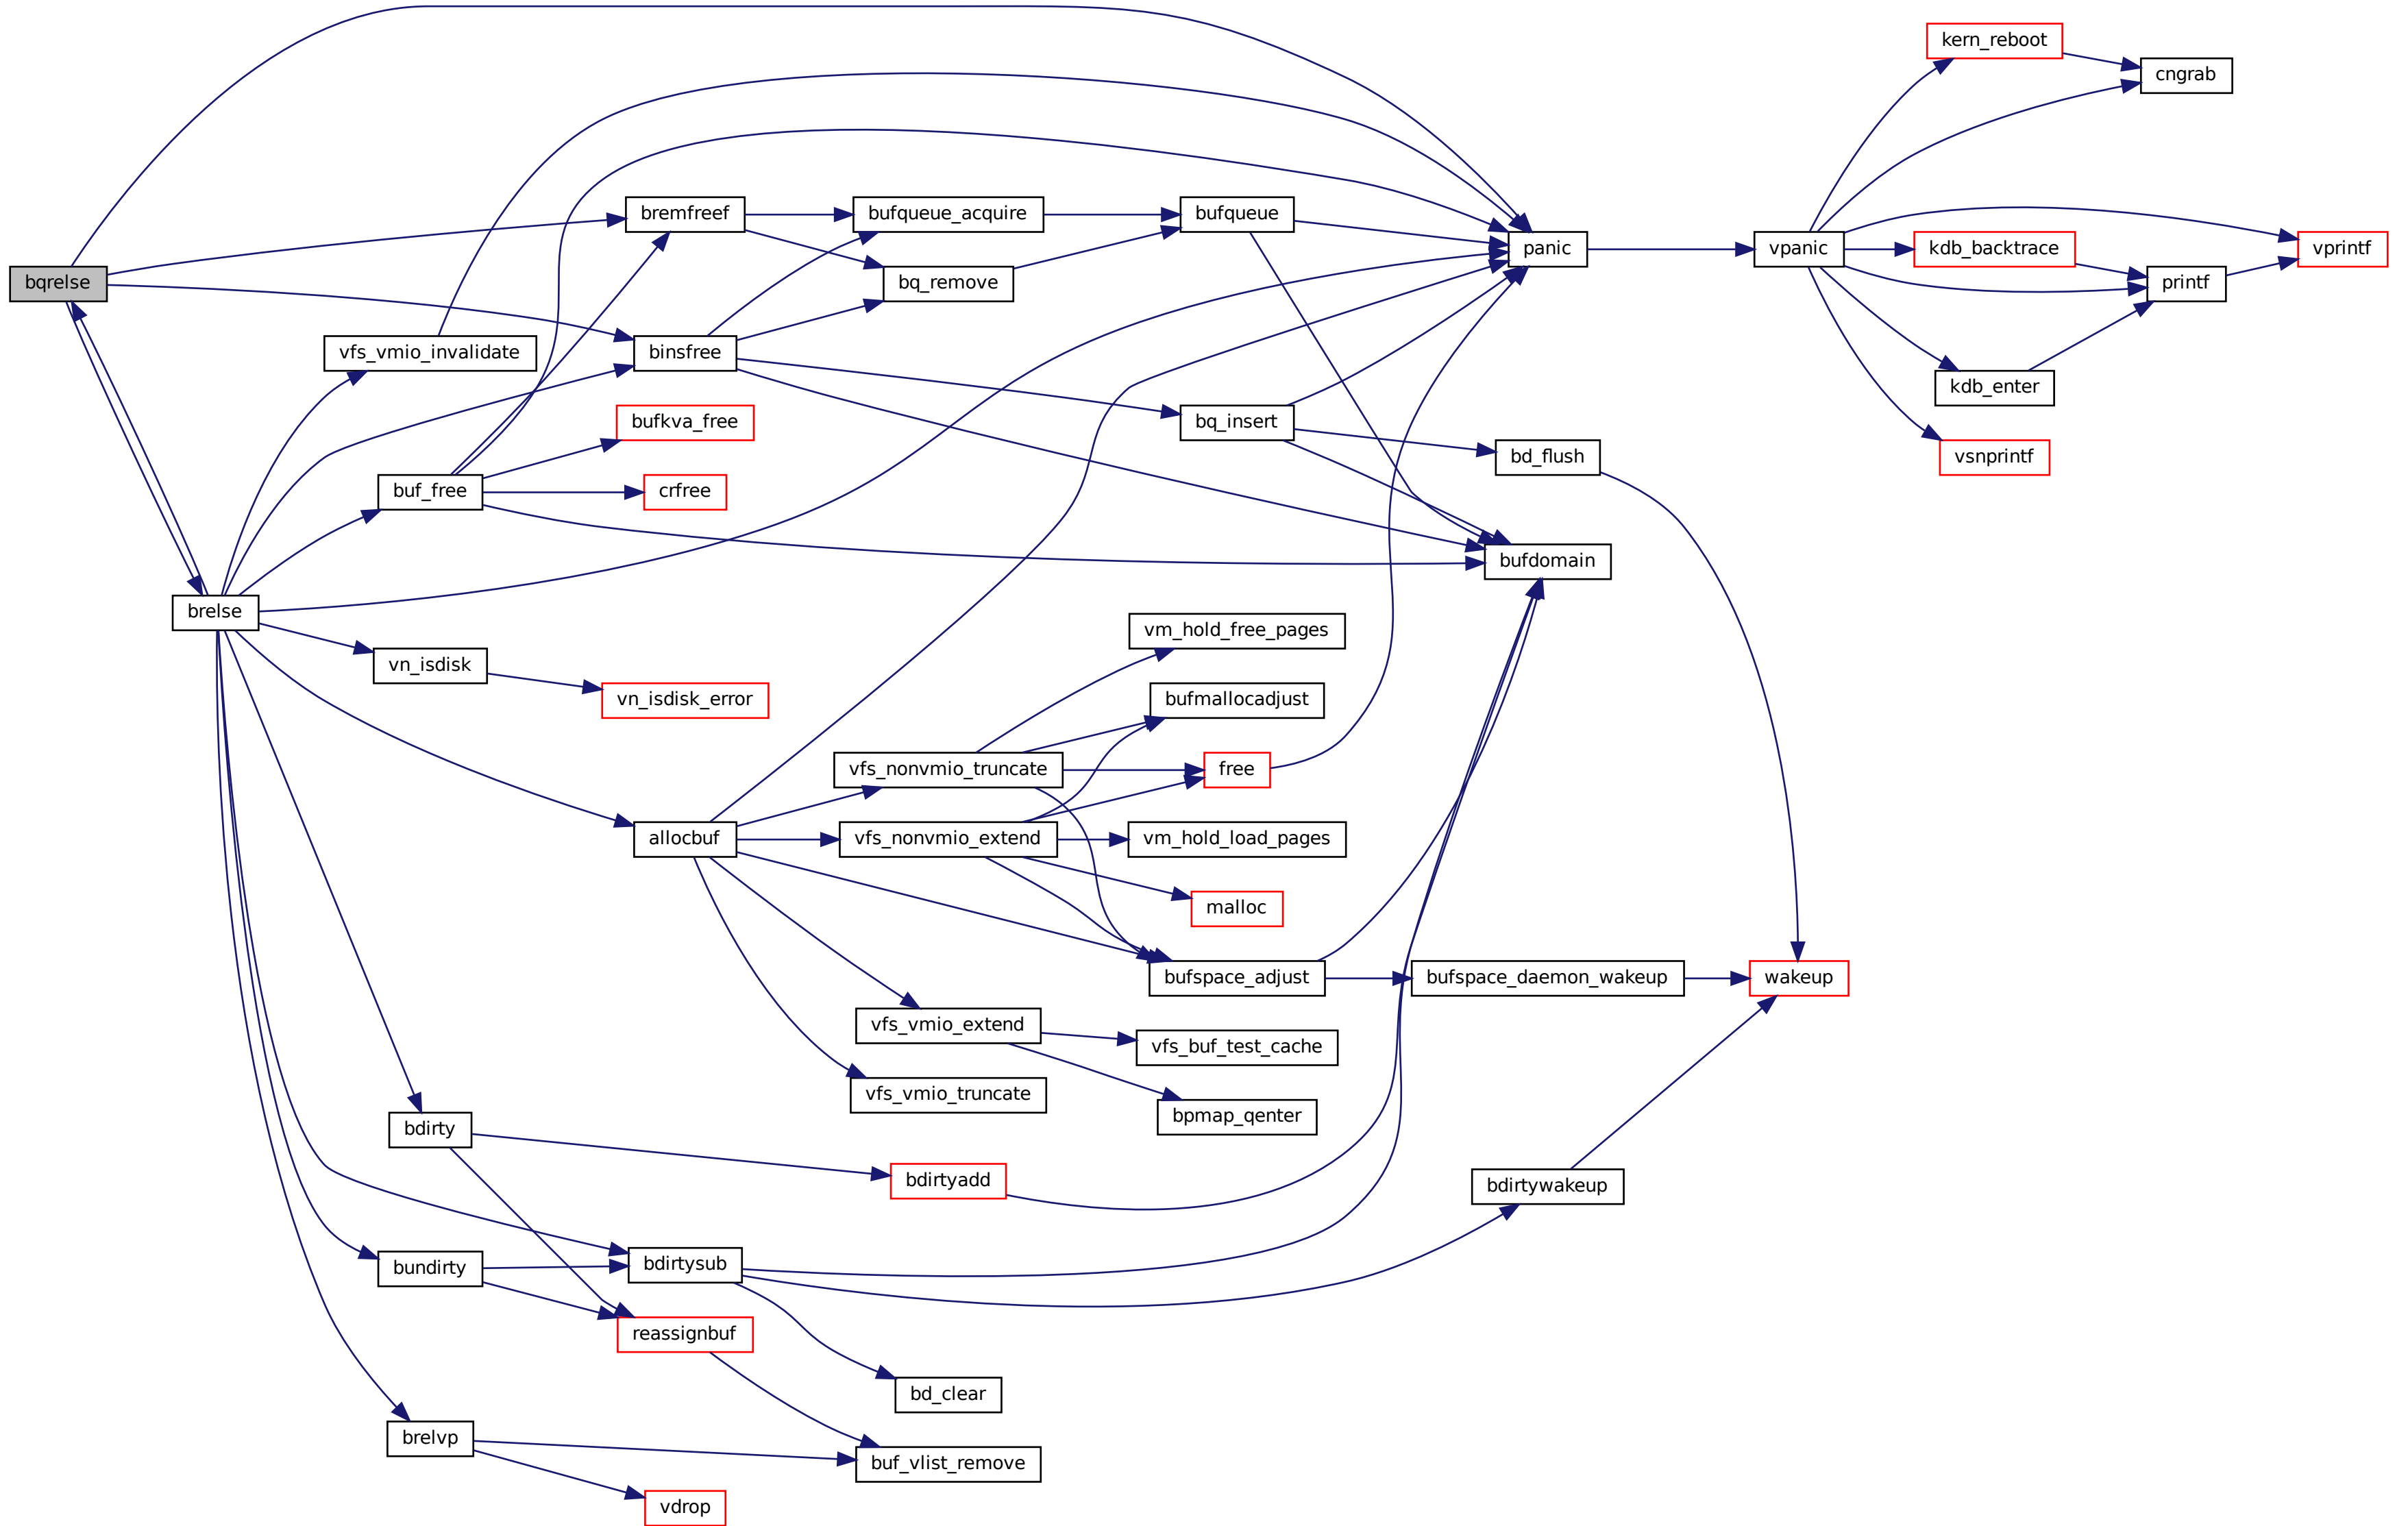 kern_reboot
cngrab
bremfreef
bufqueue_acquire
bufqueue
panic
vpanic
kdb_backtrace
vprintf
bqrelse
bq_remove
printf
vfs_vmio_invalidate
binsfree
kdb_enter
bufkva_free
bq_insert
bd_flush
vsnprintf
buf_free
crfree
bufdomain
brelse
vm_hold_free_pages
vn_isdisk
vn_isdisk_error
bufmallocadjust
vfs_nonvmio_truncate
free
allocbuf
vfs_nonvmio_extend
vm_hold_load_pages
malloc
bufspace_adjust
bufspace_daemon_wakeup
wakeup
vfs_vmio_extend
vfs_buf_test_cache
vfs_vmio_truncate
bpmap_qenter
bdirty
bdirtyadd
bdirtywakeup
bundirty
bdirtysub
reassignbuf
bd_clear
brelvp
buf_vlist_remove
vdrop